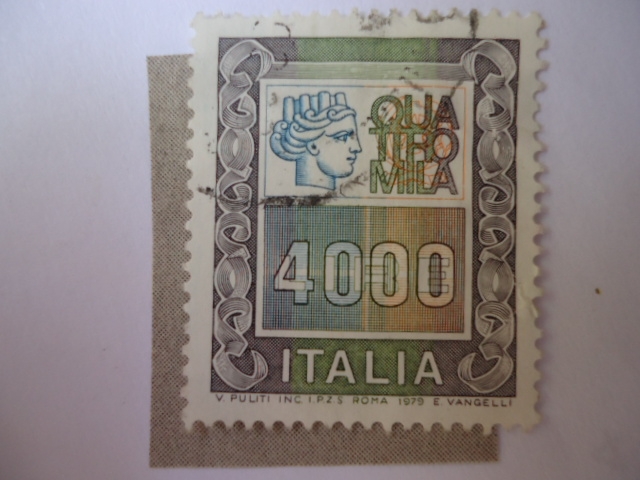 QUA
TTRO
MILA
4000
ITALIA
V. PULITI INC. I.P.Z.S. ROMA 1979 E. VANGELLI